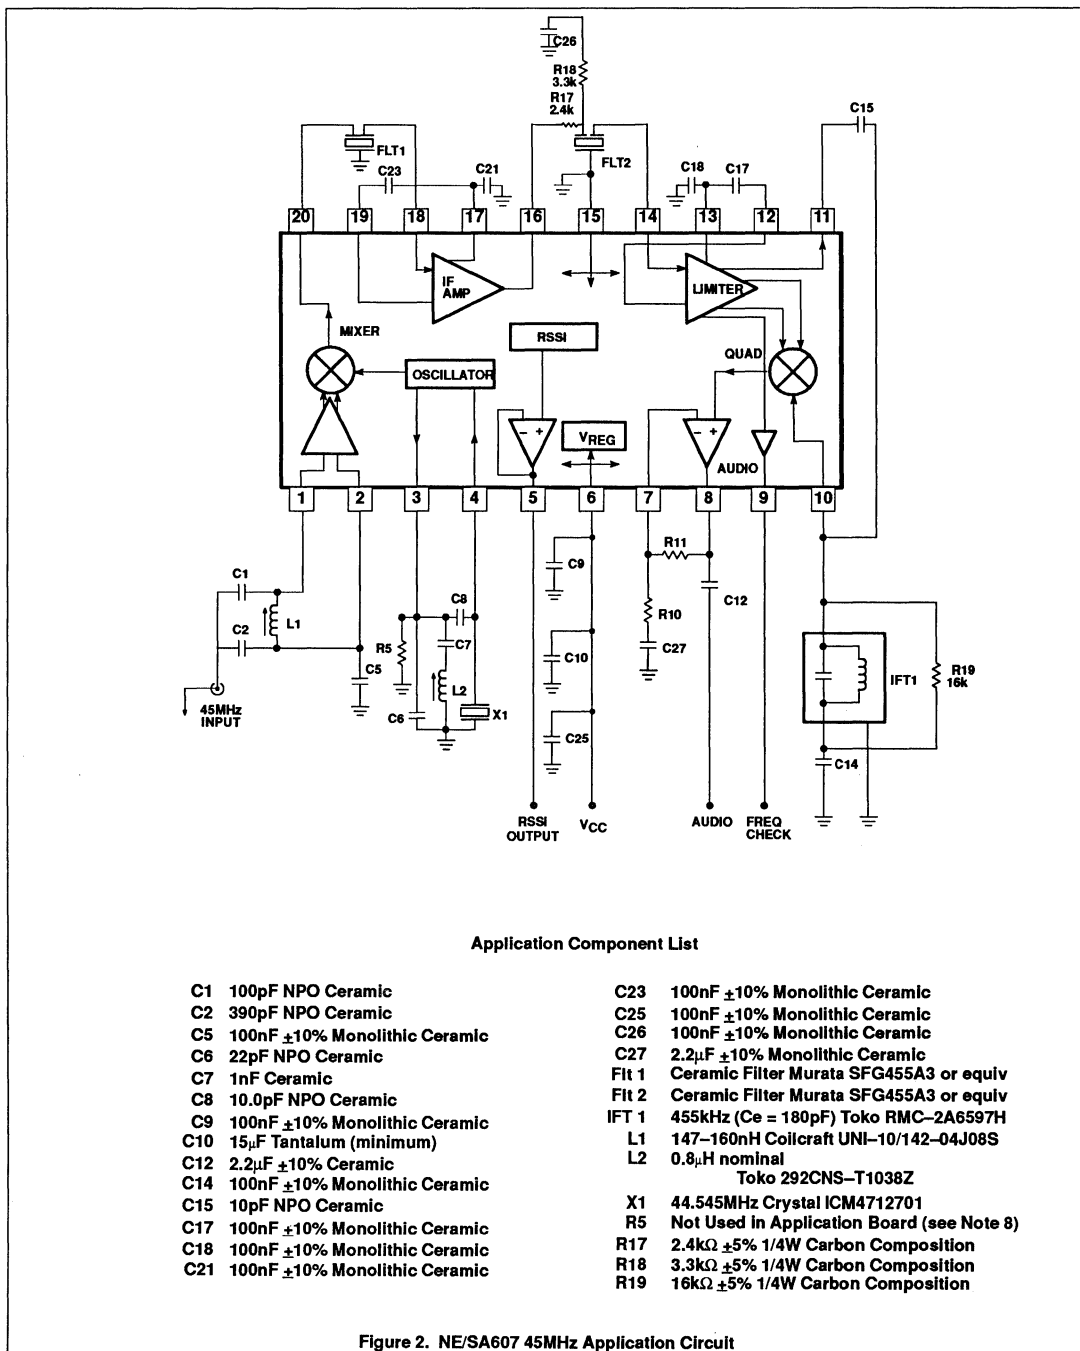 C26
R18
3.3k
R17
2.4k
C15
FLT1
FLT2
C23
C21
C18
C17
20
19
18
17
16
15
14
13
12
11
IF
AMP
LIMITER
MIXER
RSSI
QUAD
OSCILLATOR
– +
VREG
– +
AUDIO
1
2
3
4
5
6
7
8
9
10
C1
L1
C2
C5
45MHz
INPUT
R5
C8
C7
L2
C6
X1
C9
C10
C25
R11
R10
C27
C12
IFT1
R19
16k
C14
RSSI
OUTPUT
VCC
AUDIO
FREQ
CHECK
Application Component List
C1 100pF NPO Ceramic
C2 390pF NPO Ceramic
C5 100nF ±10% Monolithic Ceramic
C6 22pF NPO Ceramic
C7 1nF Ceramic
C8 10.0pF NPO Ceramic
C9 100nF ±10% Monolithic Ceramic
C10 15µF Tantalum (minimum)
C12 2.2µF ±10% Ceramic
C14 100nF ±10% Monolithic Ceramic
C15 10pF NPO Ceramic
C17 100nF ±10% Monolithic Ceramic
C18 100nF ±10% Monolithic Ceramic
C21 100nF ±10% Monolithic Ceramic
C23 100nF ±10% Monolithic Ceramic
C25 100nF ±10% Monolithic Ceramic
C26 100nF ±10% Monolithic Ceramic
C27 2.2µF ±10% Monolithic Ceramic
Flt 1 Ceramic Filter Murata SFG455A3 or equiv
Flt 2 Ceramic Filter Murata SFG455A3 or equiv
IFT 1 455kHz (Ce = 180pF) Toko RMC–2A6597H
L1 147–160nH Coilcraft UNI–10/142–04J08S
L2 0.8µH nominal
Toko 292CNS–T1038Z
X1 44.545MHz Crystal ICM4712701
R5 Not Used in Application Board (see Note 8)
R17 2.4kΩ ±5% 1/4W Carbon Composition
R18 3.3kΩ ±5% 1/4W Carbon Composition
R19 16kΩ ±5% 1/4W Carbon Composition
Figure 2. NE/SA607 45MHz Application Circuit